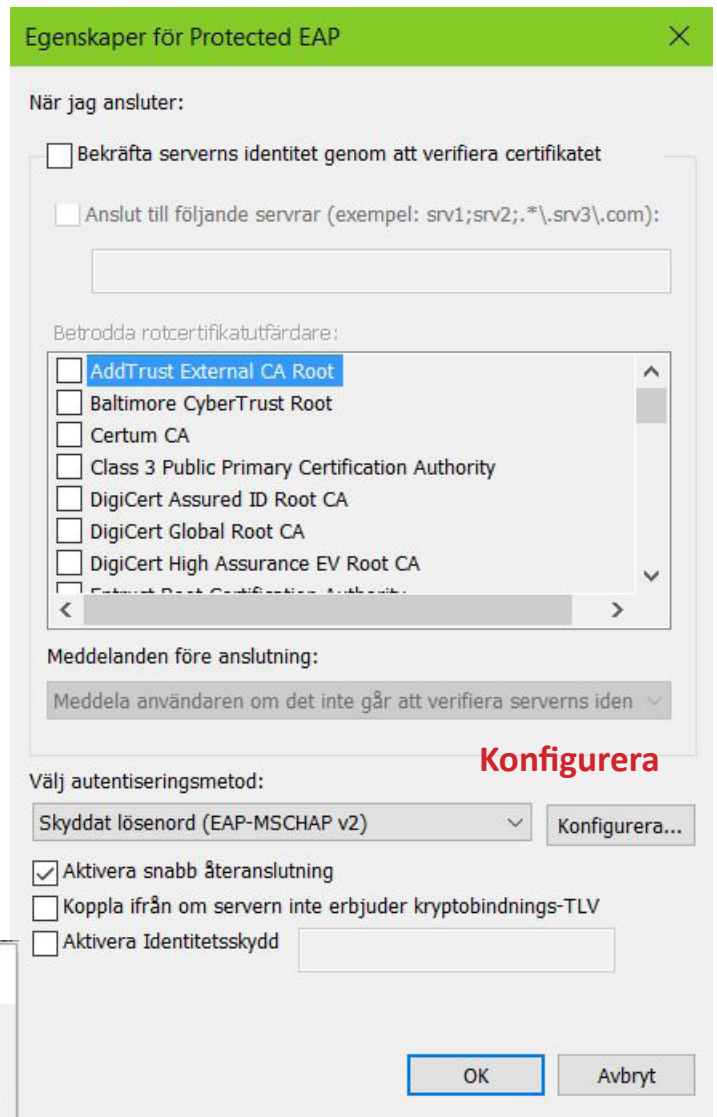 Egenskaper för Protected EAP
När jag ansluter:
Bekräfta serverns identitet genom att verifiera certifikatet
Anslut till följande servrar (exempel: srv1;srv2;.*\.srv3\.com):
Betrodda rotcertifikatutfärdare:
AddTrust External CA Root
Baltimore CyberTrust Root
Certum CA
Class 3 Public Primary Certification Authority
DigiCert Assured ID Root CA
DigiCert Global Root CA
DigiCert High Assurance EV Root CA
Entrust Root Certification Authority
Meddelanden före anslutning:
Meddela användaren om det inte går att verifiera serverns iden
Konfigurera
Välj autentiseringsmetod:
Skyddat lösenord (EAP-MSCHAP v2)
Konfigurera...
Aktivera snabb återanslutning
Koppla ifrån om servern inte erbjuder kryptobindnings-TLV
Aktivera Identitetsskydd
OK
Avbryt